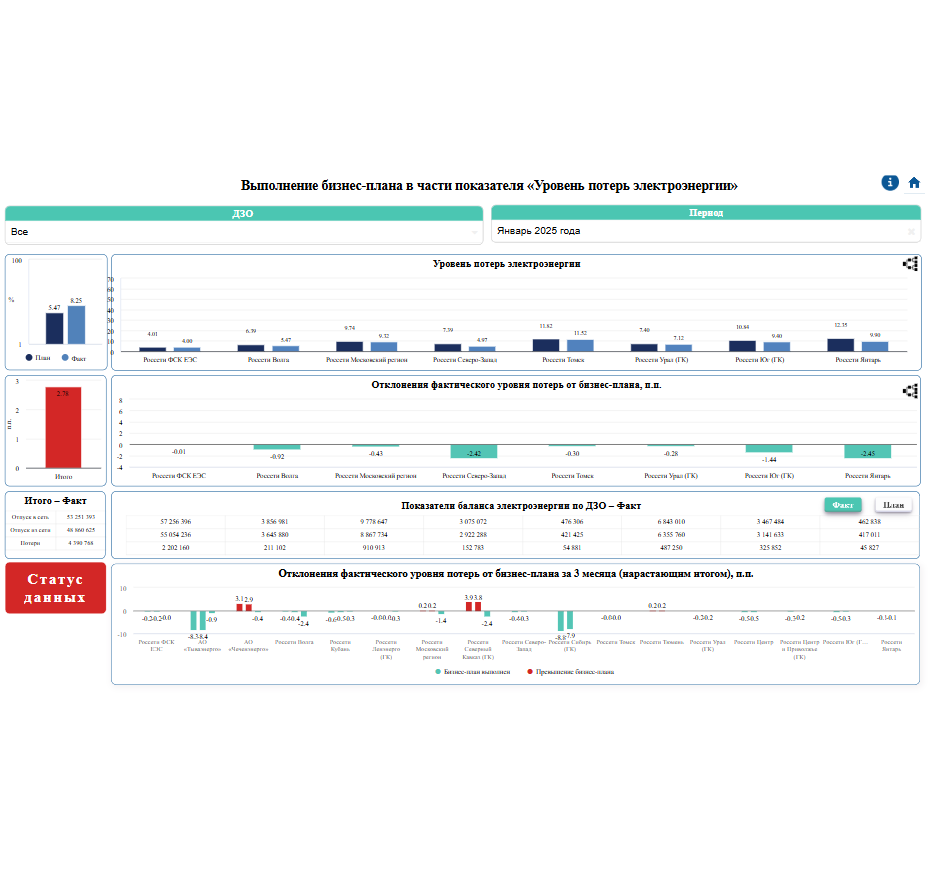 Выполнение бизнес-плана в части показателя «Уровень потерь электроэнергии»
ДЗО
Период
Все
Январь 2025 года
100
%
5.47
8.25
1
План
Факт
Уровень потерь электроэнергии
70
60
50
40
30
20
10
0
4.01 4.00 6.39 5.47 9.74 9.32 7.39 4.97 11.82 11.52 7.40 7.12 10.84 9.40 12.35 9.90
Россети ФСК ЕЭС Россети Волга Россети Московский регион Россети Северо-Запад Россети Томск Россети Урал (ГК) Россети Юг (ГК) Россети Янтарь
3
2
1
0
п.п.
2.78
Итого
Отклонения фактического уровня потерь от бизнес-плана, п.п.
8
6
4
2
0
-2
-4
-0.01 -0.92 -0.43 -2.42 -0.30 -0.28 -1.44 -2.45
Россети ФСК ЕЭС Россети Волга Россети Московский регион Россети Северо-Запад Россети Томск Россети Урал (ГК) Россети Юг (ГК) Россети Янтарь
Итого – Факт
Отпуск в сеть 53 251 393
Отпуск из сети 48 860 625
Потери 4 390 768
Показатели баланса электроэнергии по ДЗО – Факт
Факт
План
57 256 396 3 856 981 9 778 647 3 075 072 476 306 6 843 010 3 467 484 462 838
55 054 236 3 645 880 8 867 734 2 922 288 421 425 6 355 760 3 141 633 417 011
2 202 160 211 102 910 913 152 783 54 881 487 250 325 852 45 827
Статус
данных
Отклонения фактического уровня потерь от бизнес-плана за 3 месяца (нарастающим итогом), п.п.
10
0
-10
-0.2 -0.2 -0.0 -8.3 -8.4 -0.9 3.1 2.9 -0.4 -0.4 -0.4 -2.4 -0.6 -0.5 -0.3 -0.0 -0.0 -0.3 0.2 0.2 -1.4 3.9 3.8 -2.4 -0.4 -0.3 -8.8 -7.9 -0.0 -0.0 0.2 0.2 -0.2 -0.2 -0.5 -0.5 -0.3 -0.2 -0.5 -0.3 -0.1 -0.1
Россети ФСК ЕЭС
АО «Тываэнерго»
АО «Чеченэнерго»
Россети Волга
Россети Кубань
Россети Ленэнерго (ГК)
Россети Московский регион
Россети Северный Кавказ (ГК)
Россети Северо-Запад
Россети Сибирь (ГК)
Россети Томск
Россети Тюмень
Россети Урал (ГК)
Россети Центр
Россети Центр и Приволжье (ГК)
Россети Юг (Г...
Россети Янтарь
Бизнес-план выполнен
Превышение бизнес-плана